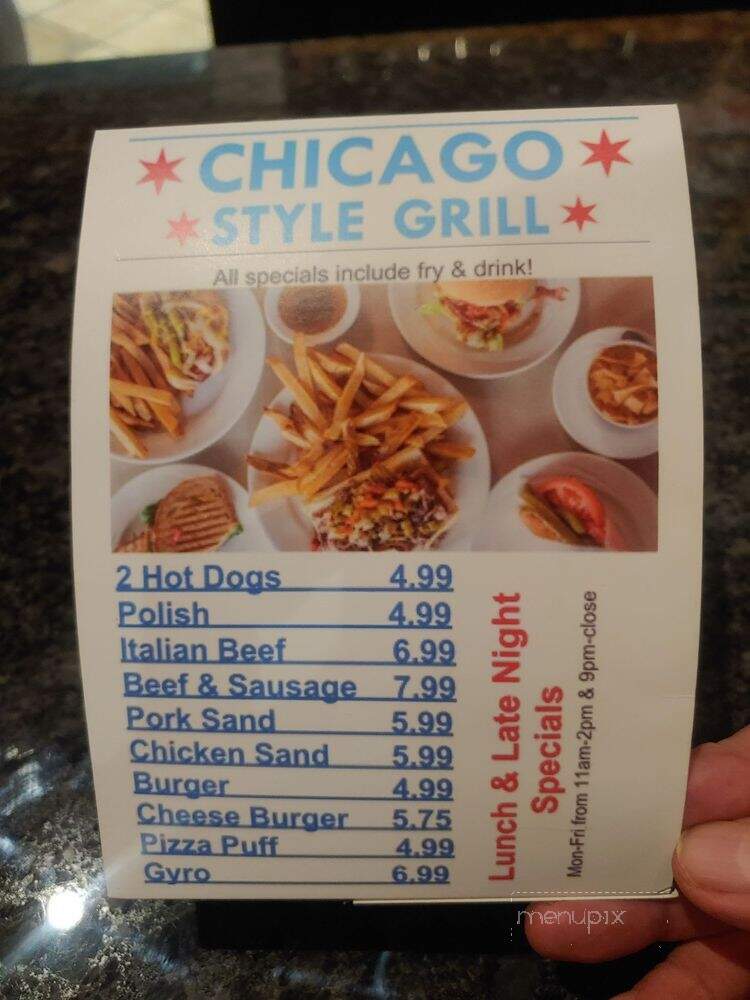 CHICAGO
STYLE GRILL
All specials include fry & drink!
2 Hot Dogs 4.99
Polish 4.99
Italian Beef 6.99
Beef & Sausage 7.99
Pork Sand 5.99
Chicken Sand 5.99
Burger 4.99
Cheese Burger 5.75
Pizza Puff 4.99
Gyro 6.99
Lunch & Late Night
Specials
Mon-Fri from 11am-2pm & 9pm-close
menupix